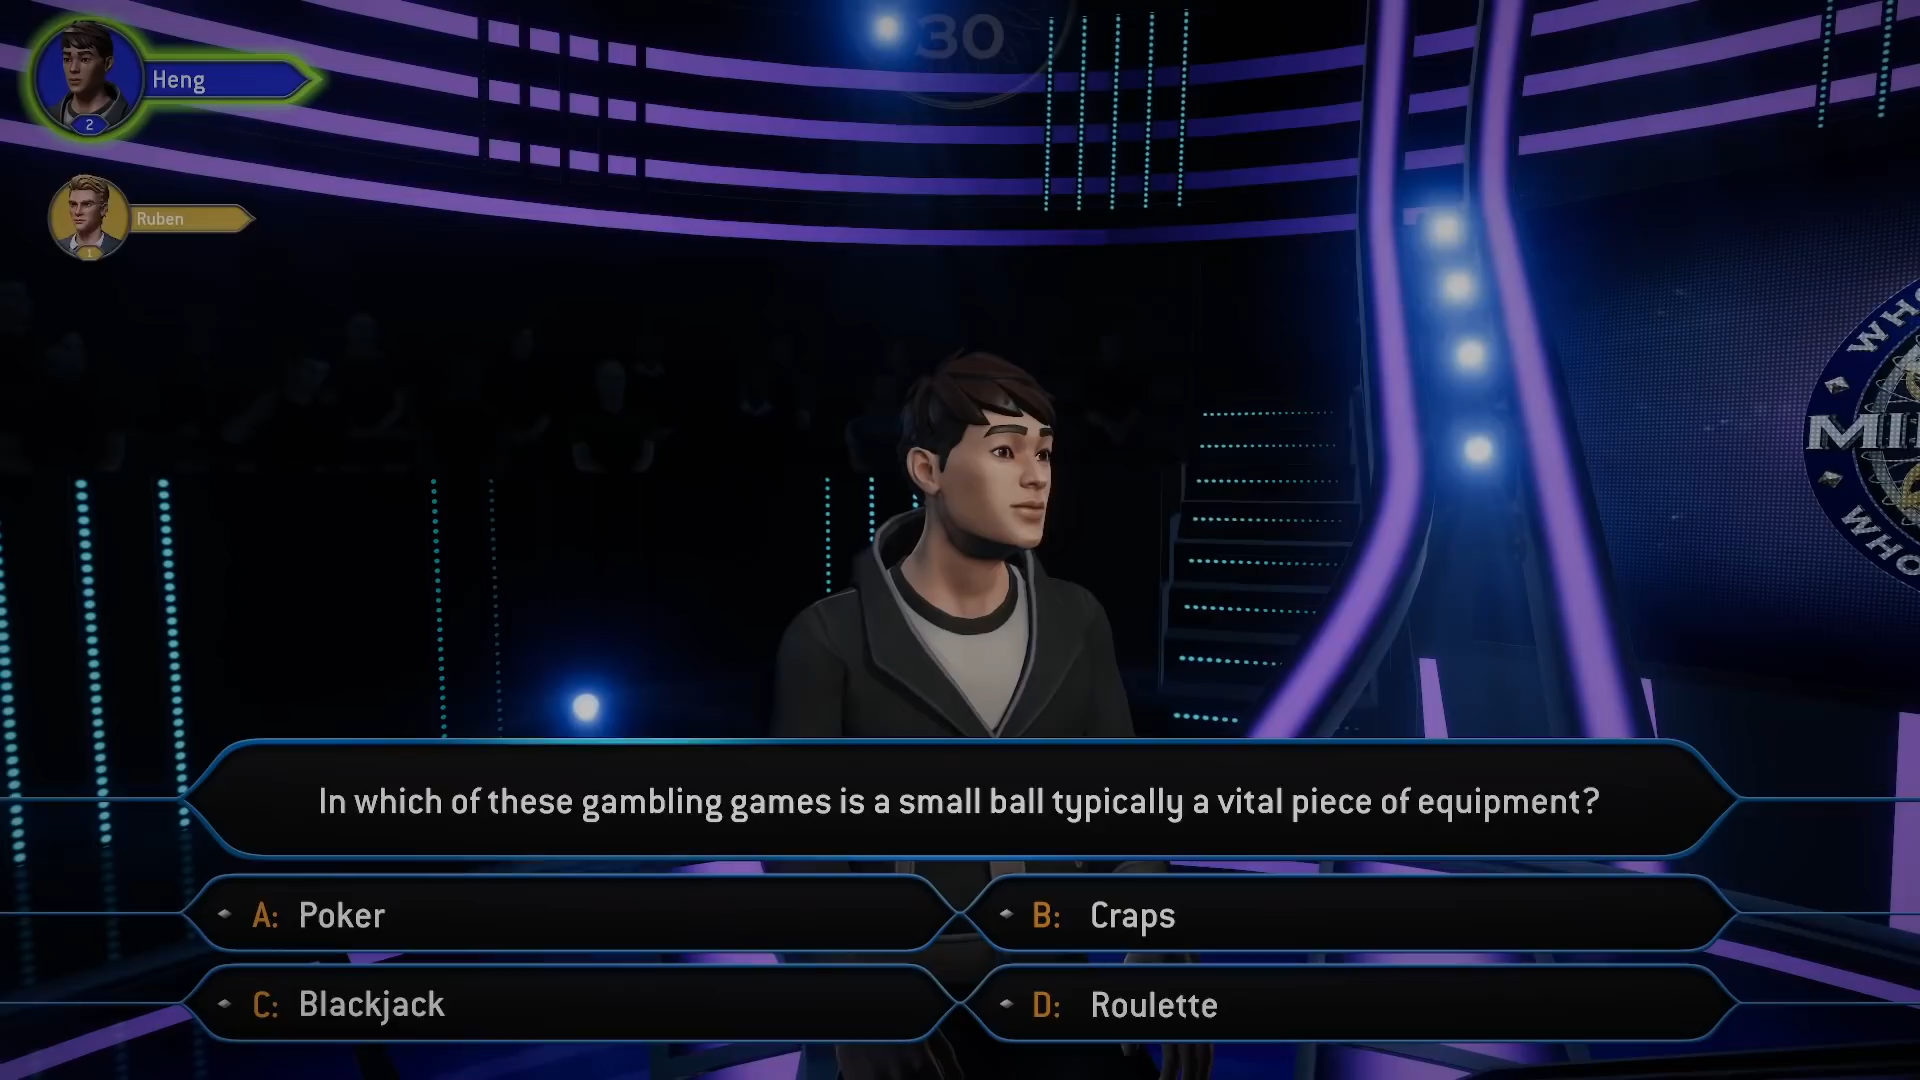 30
Heng
2
Ruben
1
In which of these gambling games is a small ball typically a vital piece of equipment?
A: Poker
B: Craps
C: Blackjack
D: Roulette